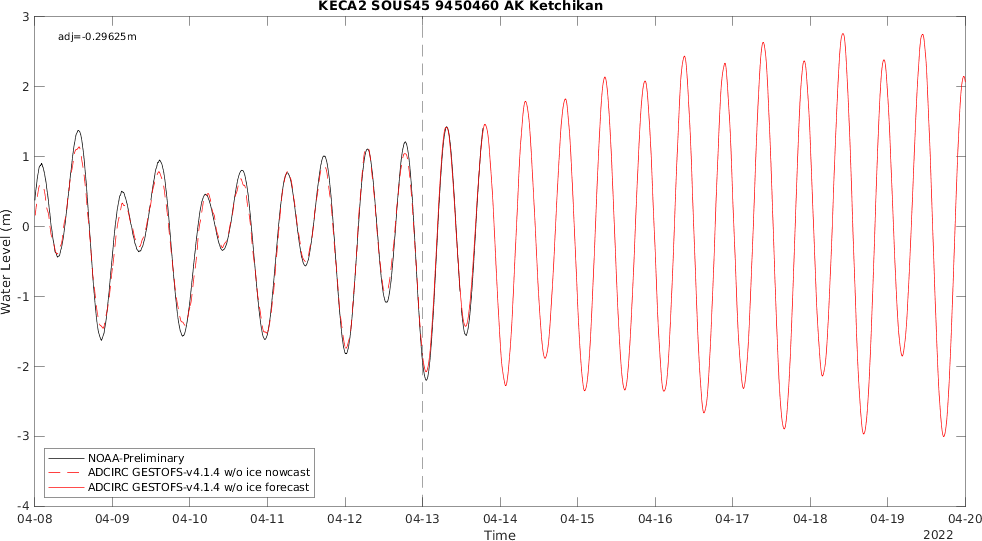 KECA2 SOUS45 9450460 AK Ketchikan
adj=-0.29625m
3
2
1
0
-1
-2
-3
-4
Water Level (m)
NOAA-Preliminary
ADCIRC GESTOFS-v4.1.4 w/o ice nowcast
ADCIRC GESTOFS-v4.1.4 w/o ice forecast
04-08 04-09 04-10 04-11 04-12 04-13 04-14 04-15 04-16 04-17 04-18 04-19 04-20
Time
2022